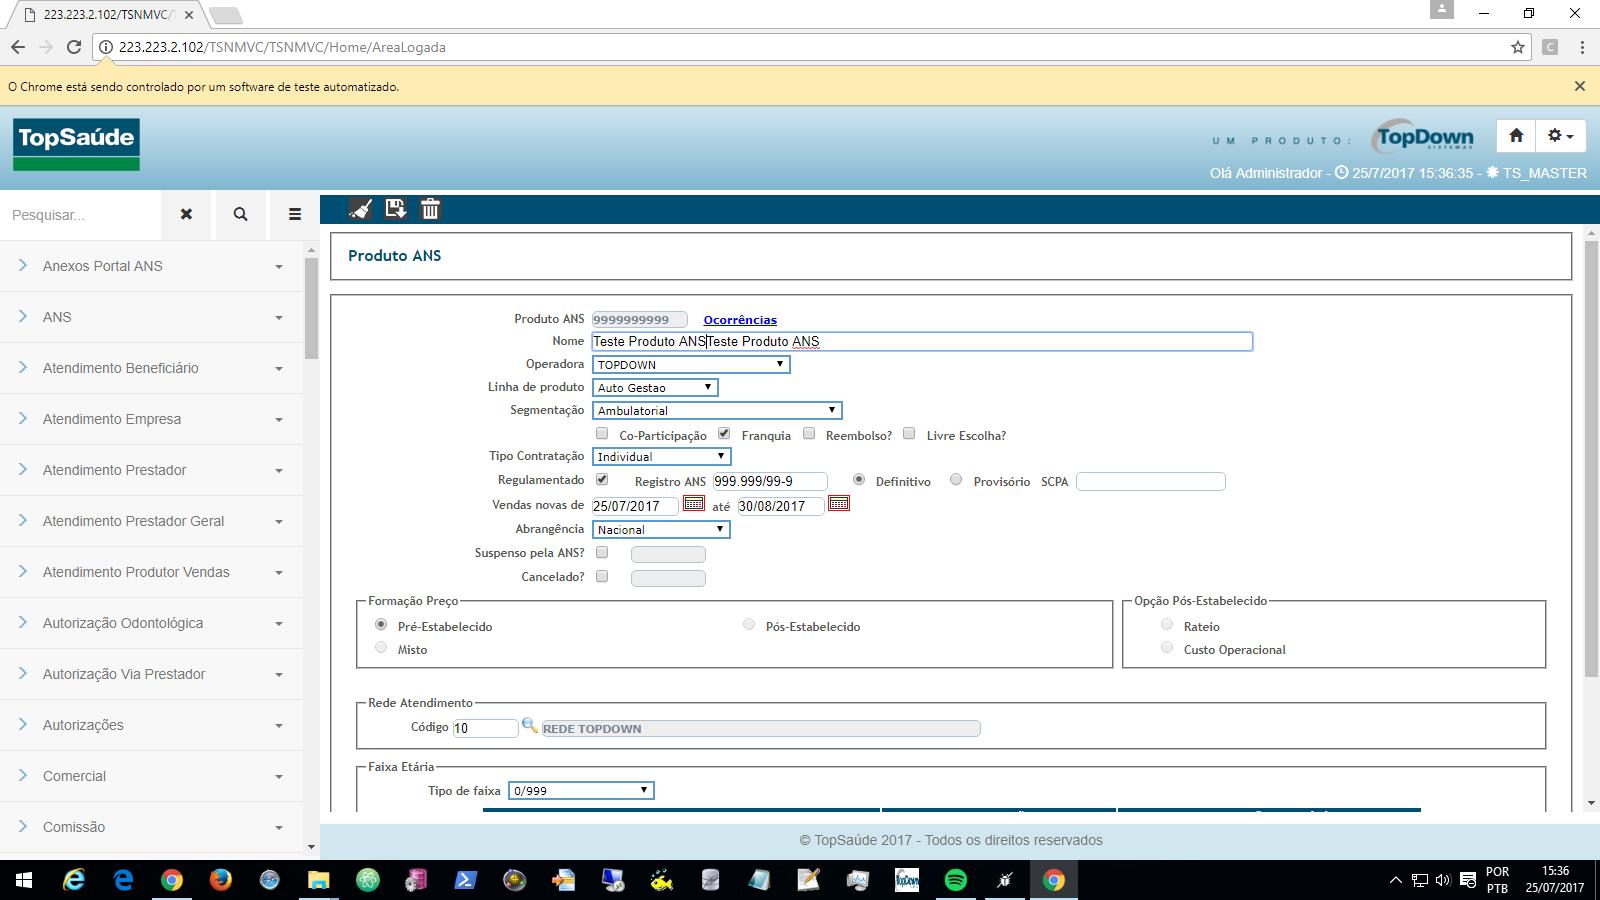 223.223.2.102/TSNMVC/T
223.223.2.102/TSNMVC/TSNMVC/Home/AreaLogada
C
O Chrome está sendo controlado por um software de teste automatizado.
TopSaúde
UM PRODUTO:
TopDown
SISTEMAS
Olá Administrador - 25/7/2017 15:36:35 - TS_MASTER
Pesquisar...
Anexos Portal ANS
ANS
Atendimento Beneficiário
Atendimento Empresa
Atendimento Prestador
Atendimento Prestador Geral
Atendimento Produtor Vendas
Autorização Odontológica
Autorização Via Prestador
Autorizações
Comercial
Comissão
Produto ANS
Produto ANS 9999999999 Ocorrências
Nome Teste Produto ANSTeste Produto ANS
Operadora TOPDOWN
Linha de produto Auto Gestao
Segmentação Ambulatorial
Co-Participação Franquia Reembolso? Livre Escolha?
Tipo Contratação Individual
Regulamentado Registro ANS 999.999/99-9 Definitivo Provisório SCPA
Vendas novas de 25/07/2017 até 30/08/2017
Abrangência Nacional
Suspenso pela ANS?
Cancelado?
Formação Preço
Pré-Estabelecido Pós-Estabelecido
Misto
Opção Pós-Estabelecido
Rateio
Custo Operacional
Rede Atendimento
Código 10 REDE TOPDOWN
Faixa Etária
Tipo de faixa 0/999
© TopSaúde 2017 - Todos os direitos reservados
TopDown
POR
PTB
15:36
25/07/2017